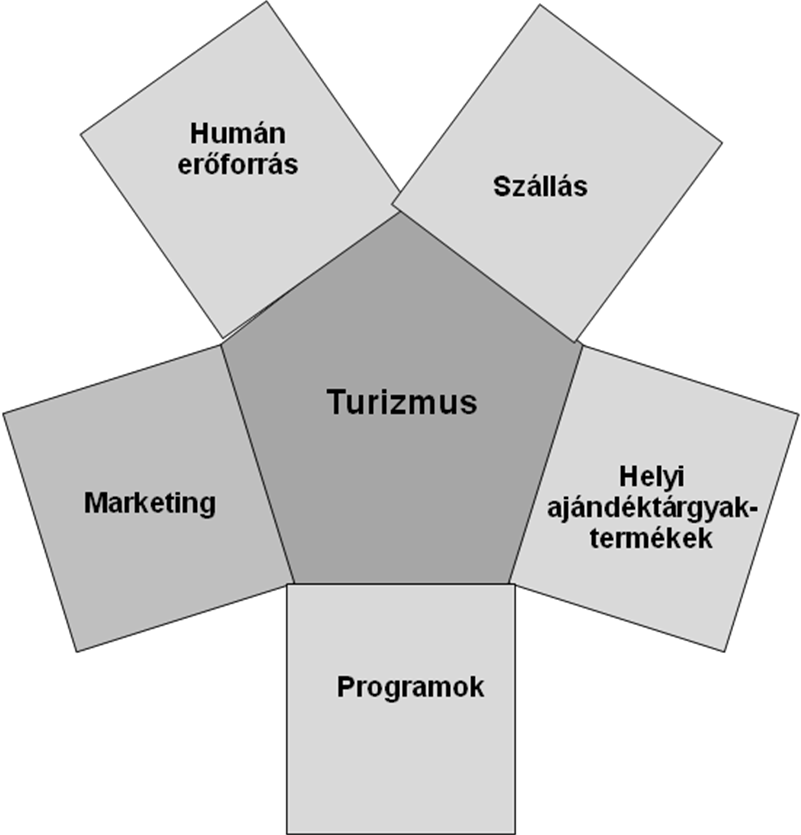 Humán
erőforrás
Szállás
Turizmus
Marketing
Helyi
ajándéktárgyak-
termékek
Programok